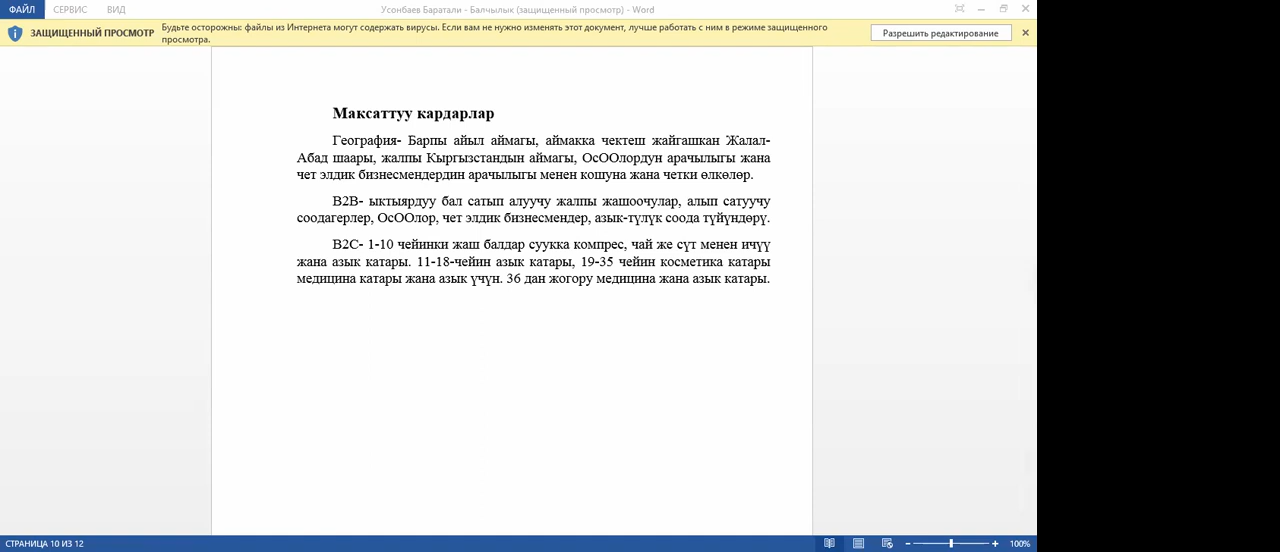 Усонбаев Баратали - Балчылык (защищенный просмотр) - Word
ФАЙЛ СЕРВИС ВИД
ЗАЩИЩЕННЫЙ ПРОСМОТР Будьте осторожны: файлы из Интернета могут содержать вирусы. Если вам не нужно изменять этот документ, лучше работать с ним в режиме защищенного
просмотра.
Разрешить редактирование
Максаттуу кардарлар
География- Барпы айыл аймагы, аймакка чектеш жайгашкан Жалал-
Абад шаары, жалпы Кыргызстандын аймагы, ОсООлордун арачылыгы жана
чет элдик бизнесмендердин арачылыгы менен кошуна жана четки өлкөлөр.
B2B- ыктыярдуу бал сатып алуучу жалпы жашоочулар, алып сатуучу
соодагерлер, ОсООлор, чет элдик бизнесмендер, азык-түлүк соода түйүндөрү.
B2C- 1-10 чейинки жаш балдар суукка компрес, чай же сүт менен ичүү
жана азык катары. 11-18-чейин азык катары, 19-35 чейин косметика катары
медицина катары жана азык үчүн. 36 дан жогору медицина жана азык катары.
СТРАНИЦА 10 ИЗ 12
100%